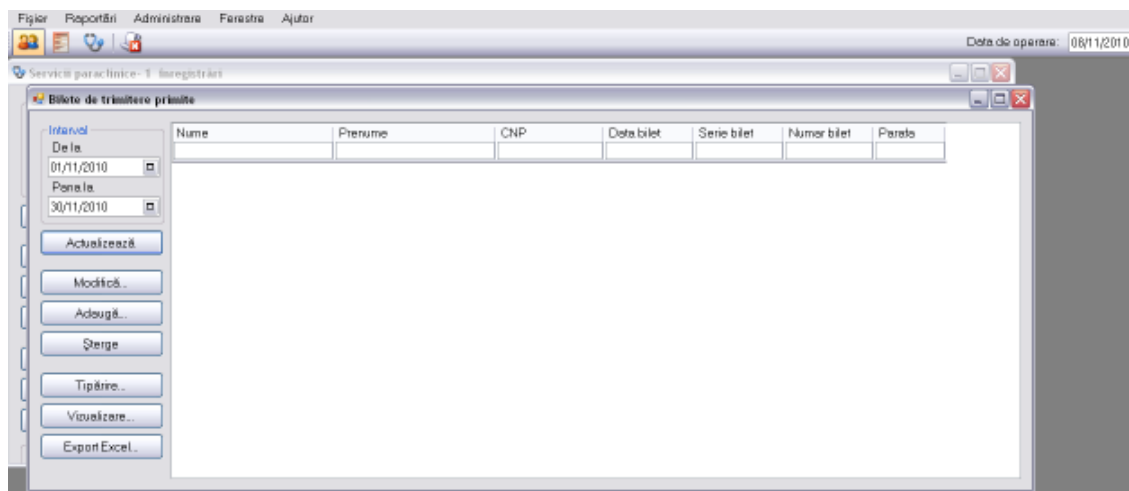 Fișier Raportări Administrare Fereastra Ajutor
Data de operare: 08/11/2010
Servicii paraclinice- 1 înregistrări
Bilete de trimitere primite
Interval
De la
01/11/2010
Pana la
30/11/2010
Nume Prenume CNP Data bilet Serie bilet Numar bilet Parafa
Actualizează
Modifică...
Adaugă...
Șterge
Tipărire...
Vizualizare...
Export Excel...